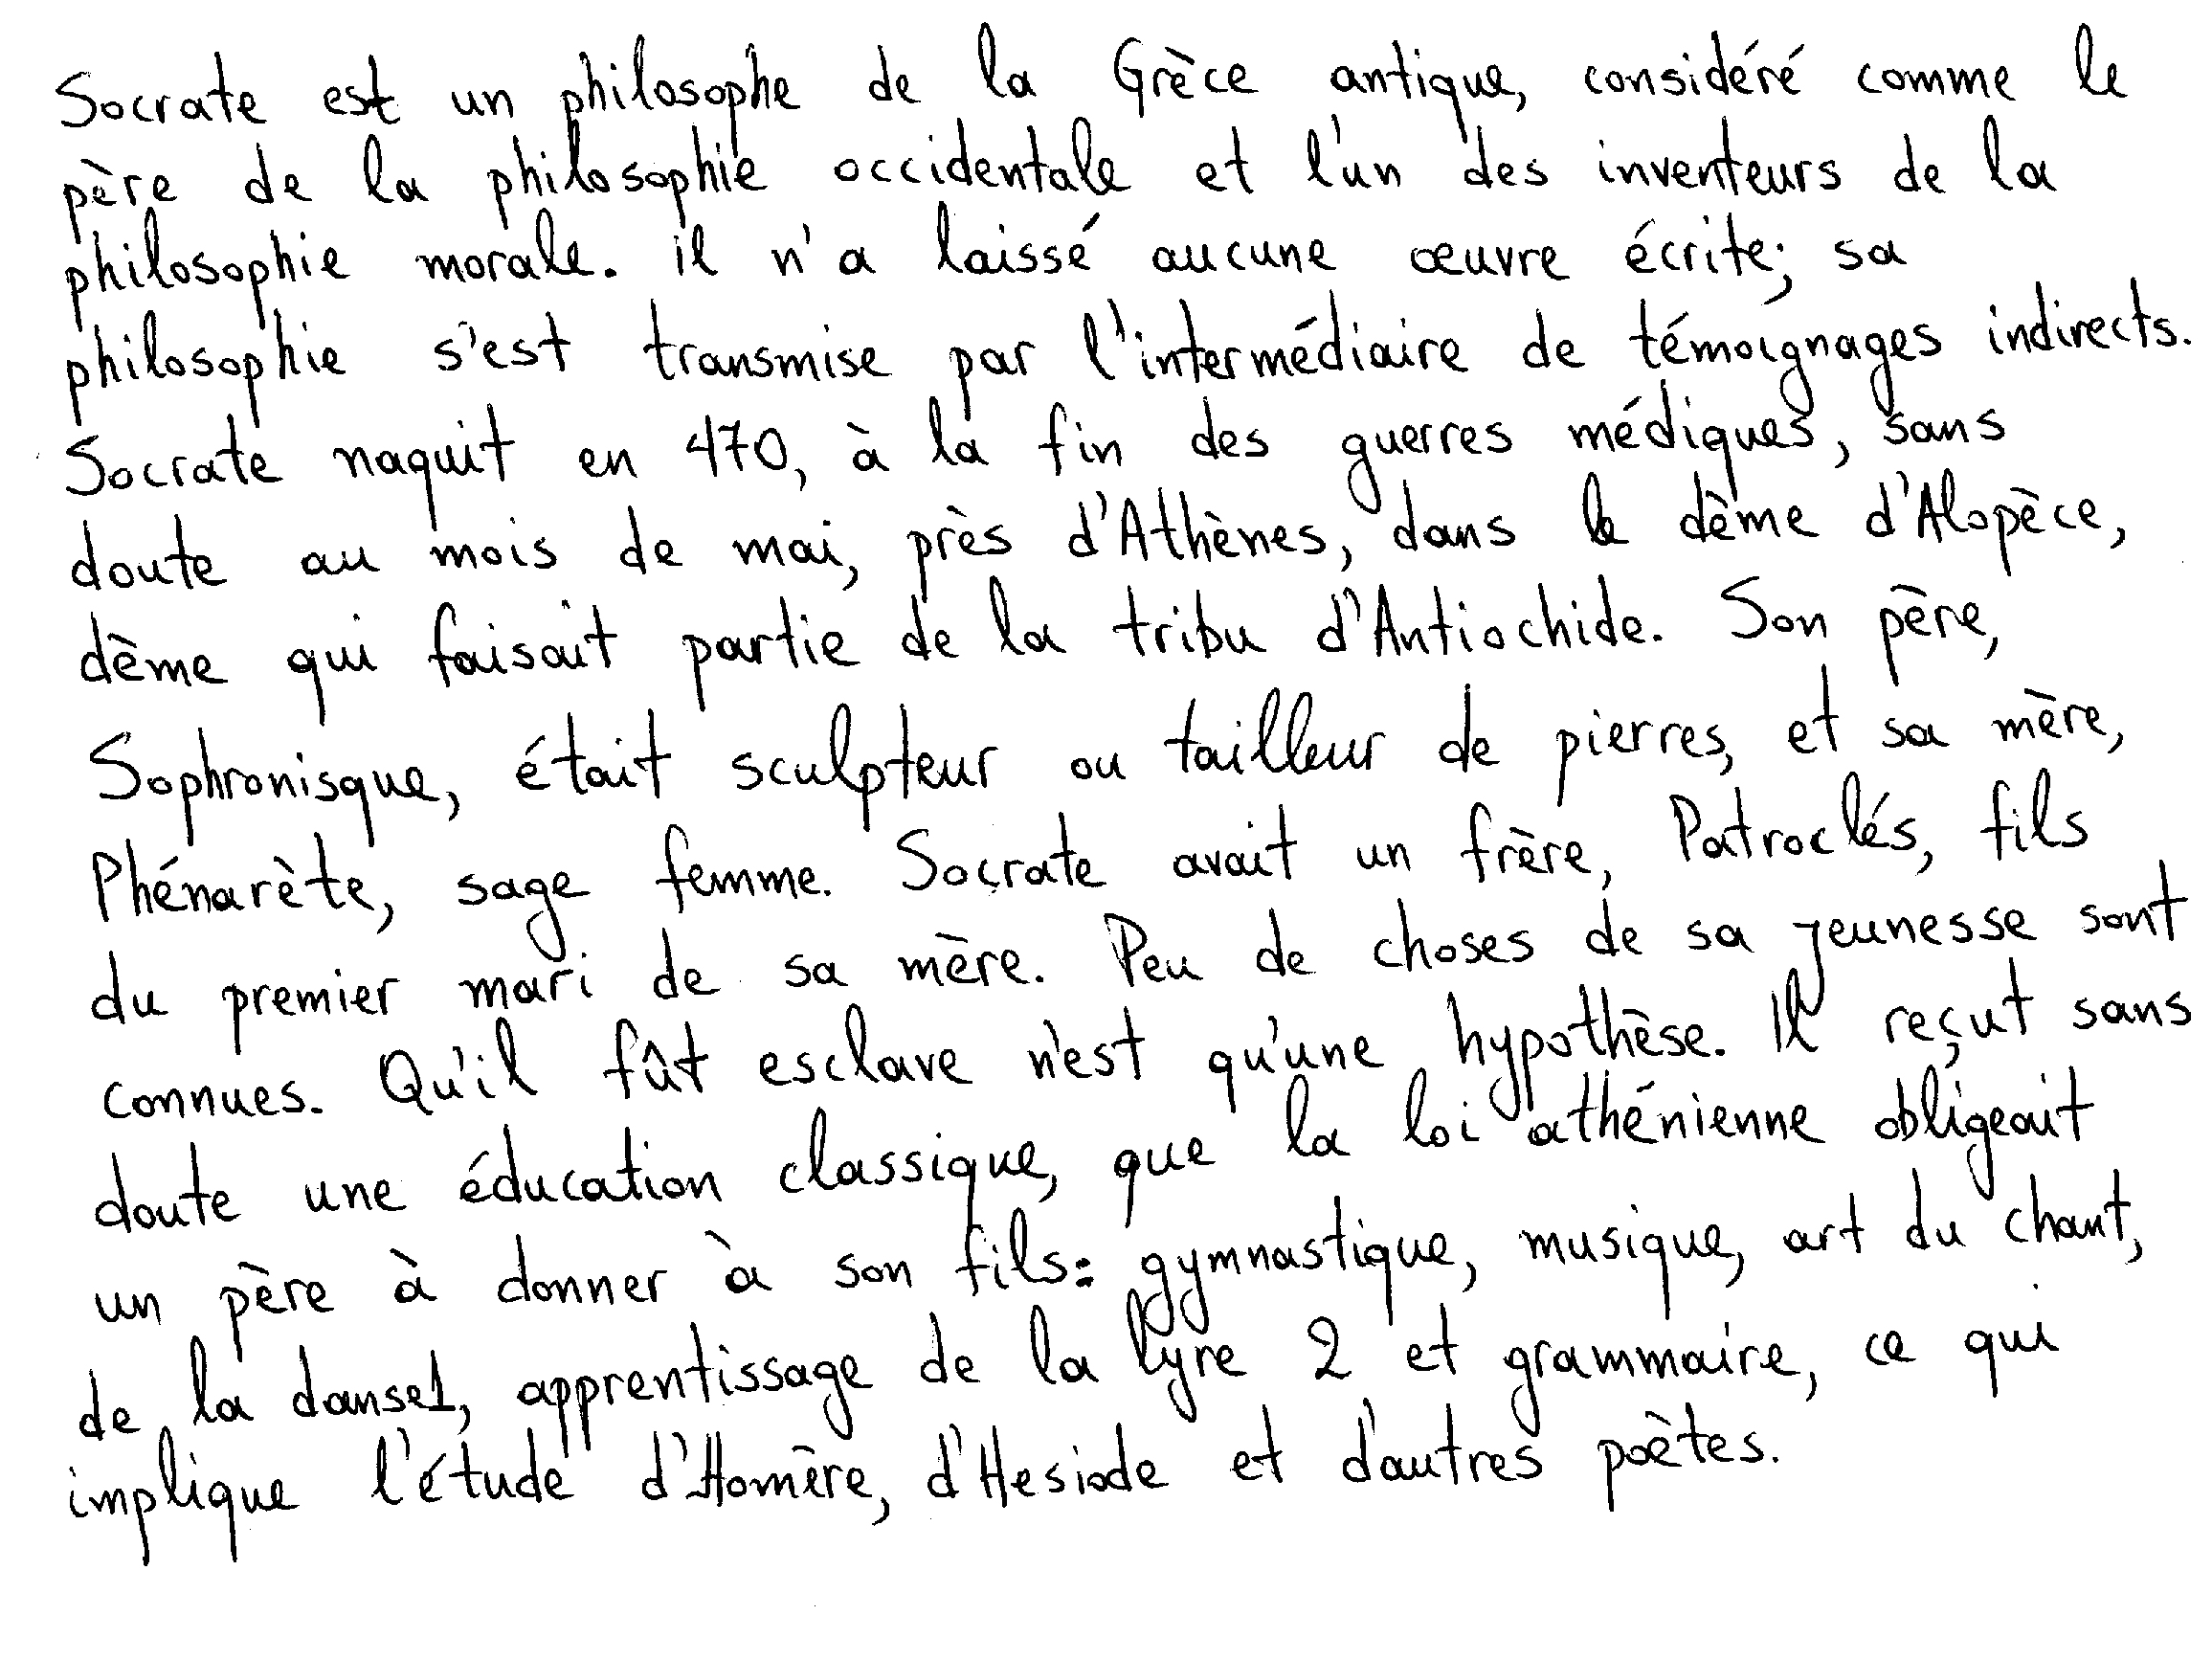 Socrate est un philosophe de la Grèce antique, considéré comme le
père de la philosophie occidentale et l'un des inventeurs de la
philosophie morale. il n'a laissé aucune œuvre écrite; sa
philosophie s'est transmise par l'intermédiaire de témoignages indirects.
Socrate naquit en 470, à la fin des guerres médiques, sans
doute au mois de mai, près d'Athènes, dans le dème d'Alopèce,
dème qui faisait partie de la tribu d'Antiochide. Son père,
Sophronisque, était sculpteur ou tailleur de pierres, et sa mère,
Phénarète, sage femme. Socrate avait un frère, Patroclés, fils
du premier mari de sa mère. Peu de choses de sa jeunesse sont
connues. Qu'il fût esclave n'est qu'une hypothèse. Il reçut sans
doute une éducation classique, que la loi athénienne obligeait
un père à donner à son fils: gymnastique, musique, art du chant,
de la danse1, apprentissage de la lyre 2 et grammaire, ce qui
implique l'étude d'Homère, d'Hesiode et d'autres poètes.